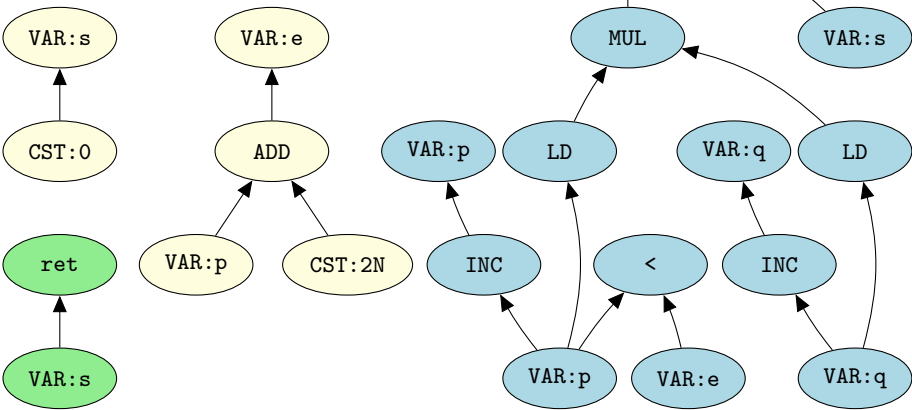 VAR:s
VAR:e
MUL
VAR:s
CST:0
ADD
VAR:p
LD
VAR:q
LD
ret
VAR:p
CST:2N
INC
<
INC
VAR:s
VAR:p
VAR:e
VAR:q